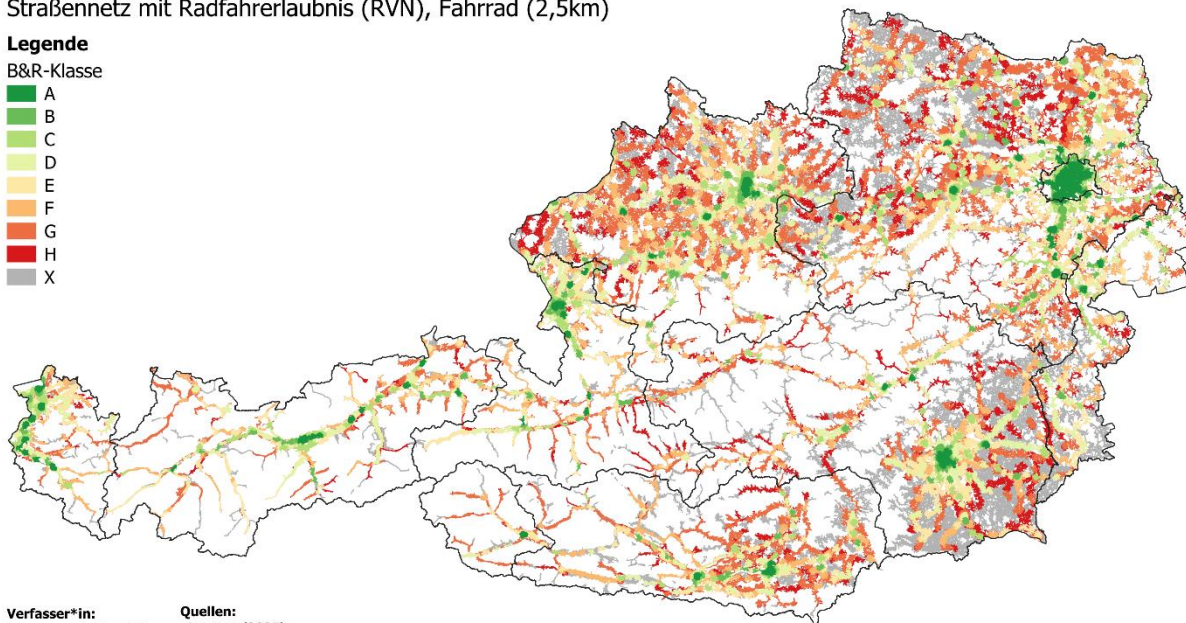 Straßennetz mit Radfahrerlaubnis (RVN), Fahrrad (2,5km)
Legende
B&R-Klasse
A
B
C
D
E
F
G
H
X
Verfasser*in:
Quellen: